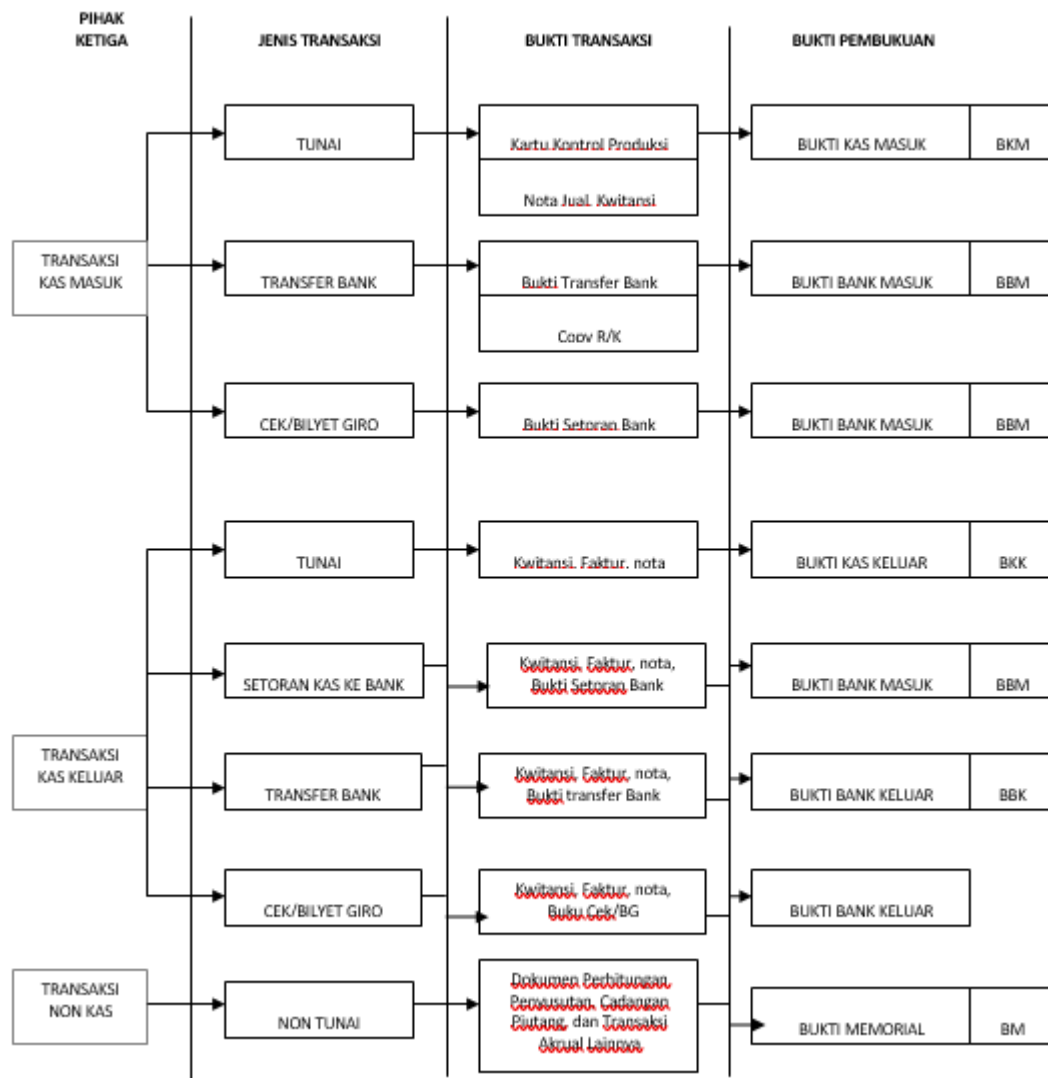 PIHAK
KETIGA
JENIS TRANSAKSI
BUKTI TRANSAKSI
BUKTI PEMBUKUAN
TRANSAKSI
KAS MASUK
TUNAI
Kartu Kontrol Produksi
Nota Jual, Kwitansi
BUKTI KAS MASUK
BKM
TRANSFER BANK
Bukti Transfer Bank
Copy R/K
BUKTI BANK MASUK
BBM
CEK/BILYET GIRO
Bukti Setoran Bank
BUKTI BANK MASUK
BBM
TRANSAKSI
KAS KELUAR
TUNAI
Kwitansi, Faktur, nota
BUKTI KAS KELUAR
BKK
SETORAN KAS KE BANK
Kwitansi, Faktur, nota,
Bukti Setoran Bank
BUKTI BANK MASUK
BBM
TRANSFER BANK
Kwitansi, Faktur, nota,
Bukti transfer Bank
BUKTI BANK KELUAR
BBK
CEK/BILYET GIRO
Kwitansi, Faktur, nota,
Buku Cek/BG
BUKTI BANK KELUAR
TRANSAKSI
NON KAS
NON TUNAI
Dokumen Perhitungan
Penyusutan, Cadangan
Piutang, dan Transaksi
Akrual Lainnya
BUKTI MEMORIAL
BM